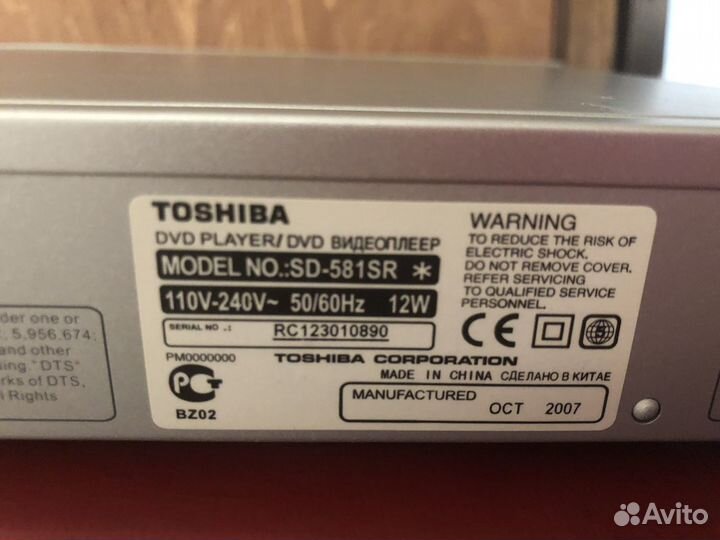 TOSHIBA
DVD PLAYER/ DVD ВИДЕОПЛЕЕР
MODEL NO.:SD-581SR *
110V-240V~ 50/60Hz 12W
SERIAL NO .: RC123010890
WARNING
TO REDUCE THE RISK OF
ELECTRIC SHOCK.
DO NOT REMOVE COVER.
REFER SERVICING
TO QUALIFIED SERVICE
PERSONNEL.
CE
PM0000000
TOSHIBA CORPORATION
MADE IN CHINA СДЕЛАНО В КИТАЕ
BZ02
MANUFACTURED
OCT 2007
der one or
5,956,674;
and other
ing. "DTS"
rks of DTS,
l Rights
Avito